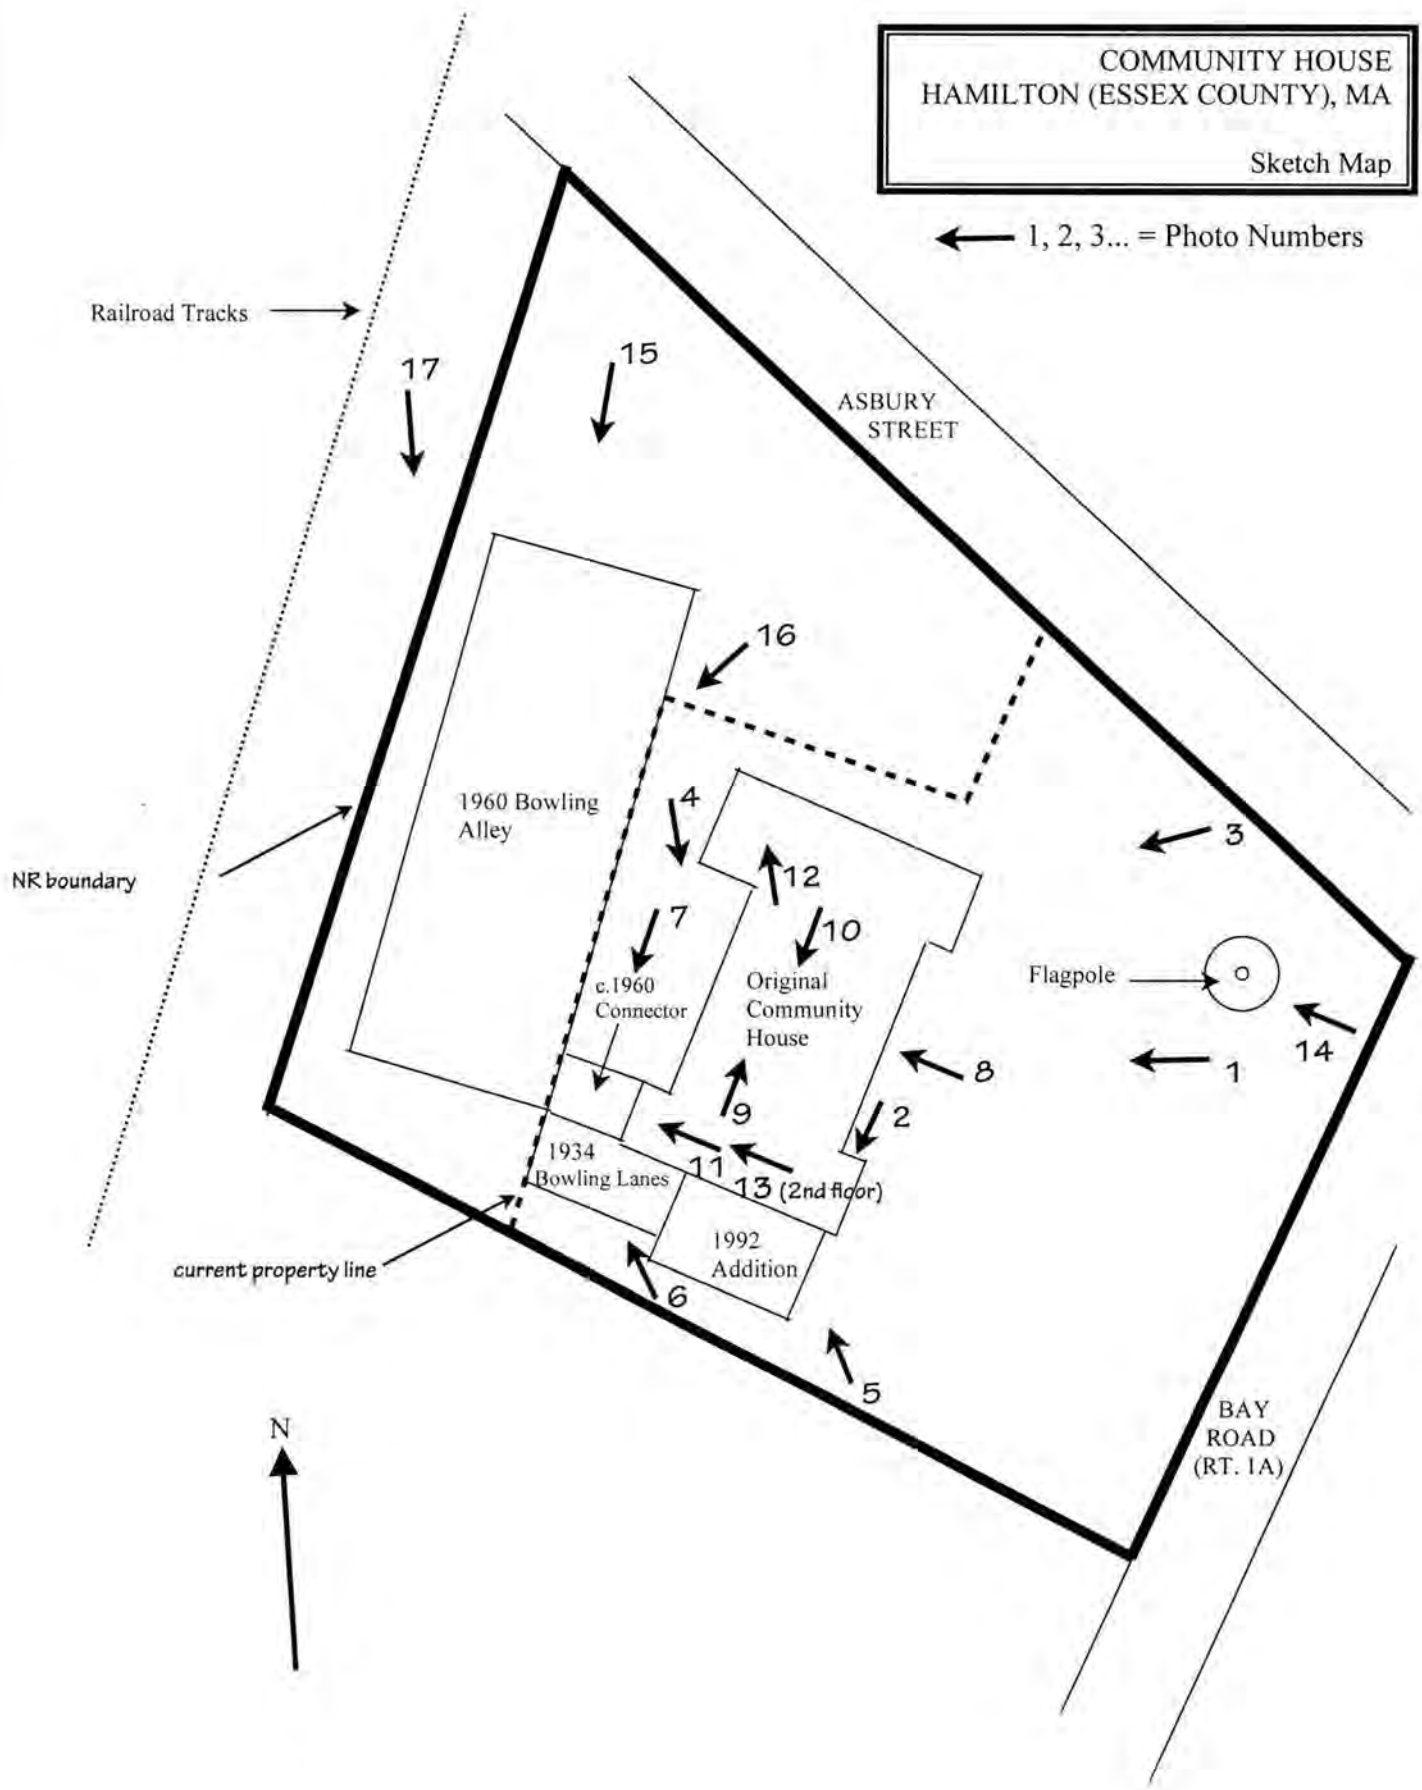 COMMUNITY HOUSE
HAMILTON (ESSEX COUNTY), MA
Sketch Map
1, 2, 3... = Photo Numbers
Railroad Tracks
17
15
ASBURY
STREET
16
1960 Bowling
Alley
4
3
NR boundary
12
7
10
c.1960
Connector
Original
Community
House
Flagpole
14
8
1
9
2
1934
Bowling Lanes
11
13 (2nd floor)
1992
Addition
current property line
6
5
BAY
ROAD
(RT. 1A)
N